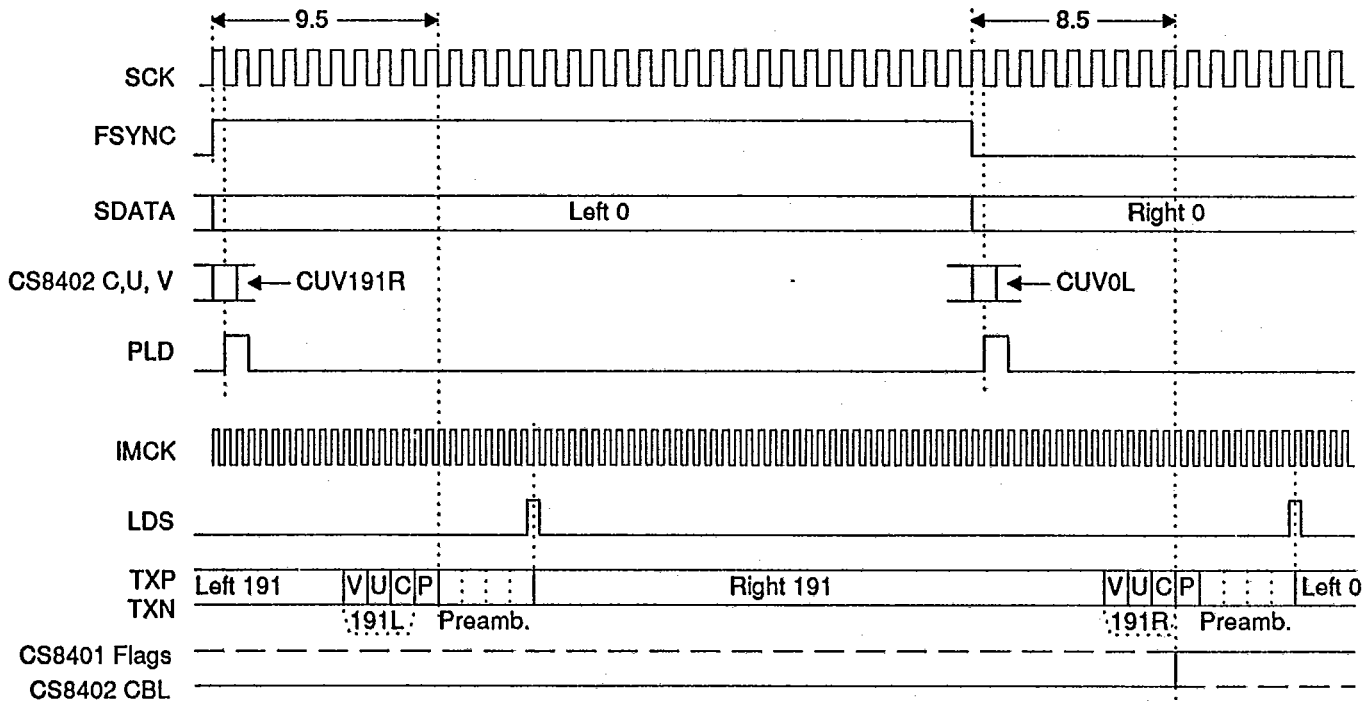 9.5
8.5
SCK
FSYNC
SDATA
Left 0
Right 0
CS8402 C,U, V
CUV191R
CUV0L
PLD
IMCK
LDS
TXP
TXN
Left 191
V U C P
Right 191
V U C P
Left 0
191L
Preamb.
191R
Preamb.
CS8401 Flags
CS8402 CBL